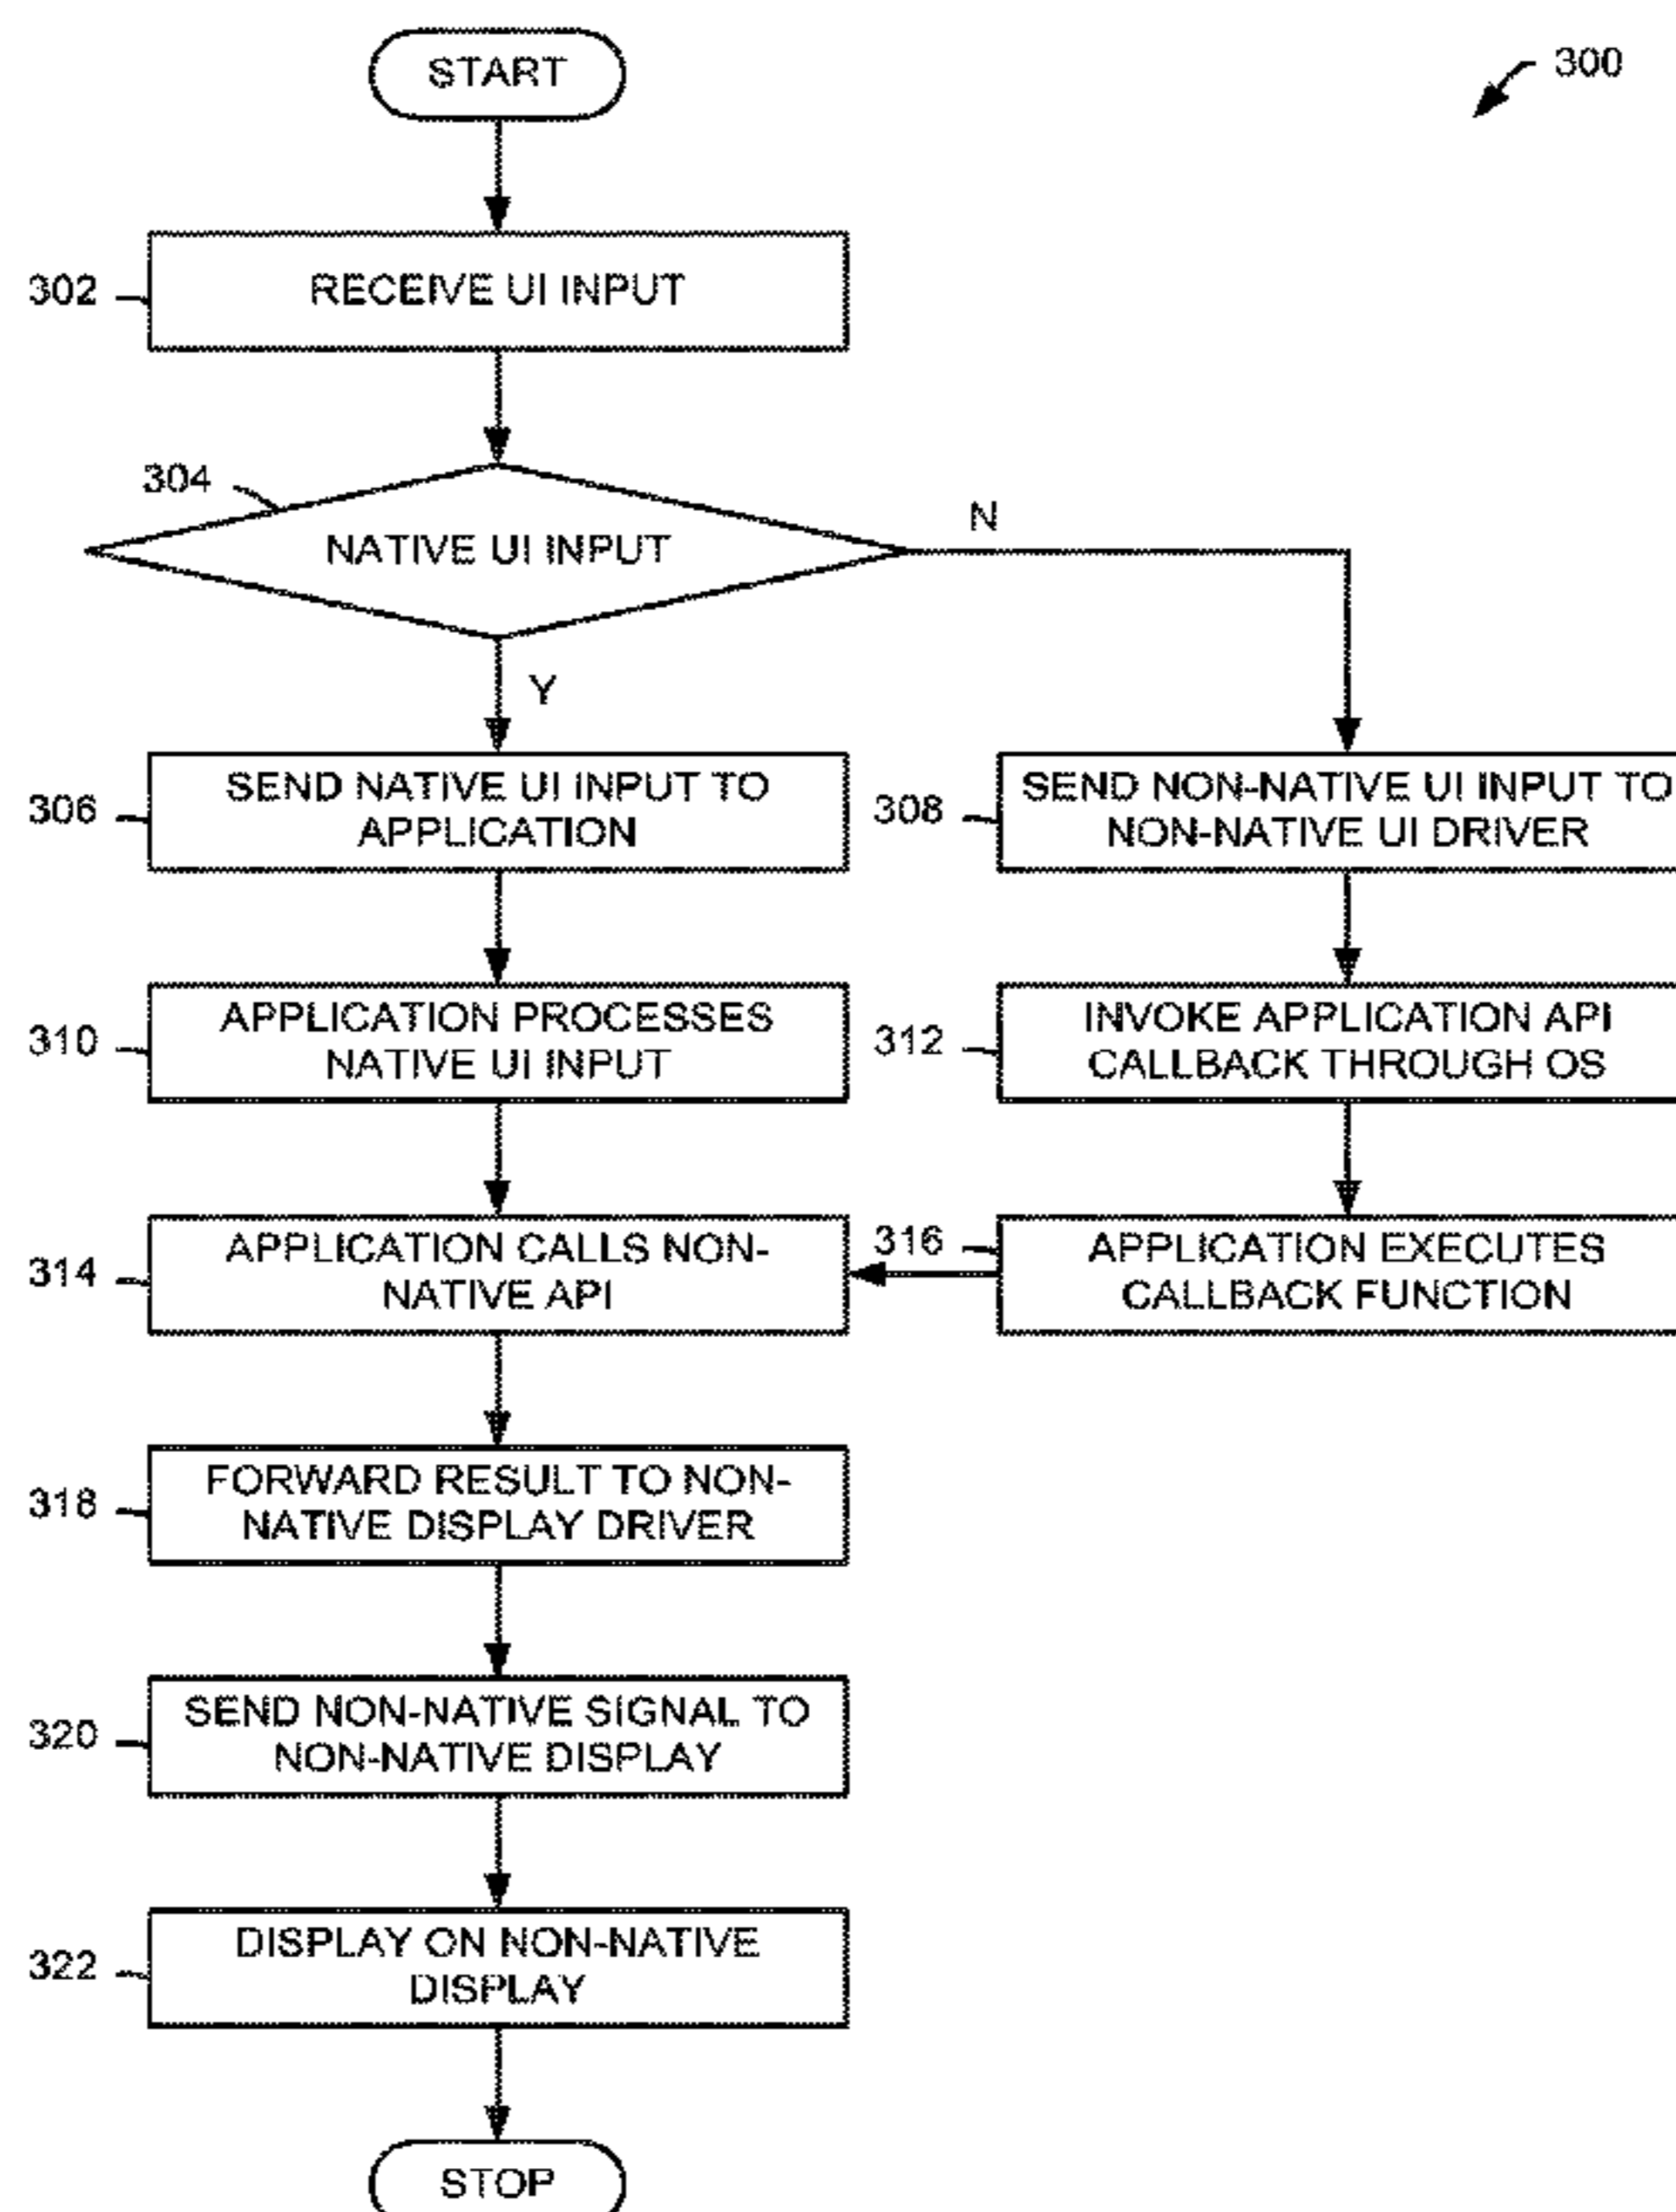 START
300
302
RECEIVE UI INPUT
304
NATIVE UI INPUT
N
Y
306
SEND NATIVE UI INPUT TO
APPLICATION
308
SEND NON-NATIVE UI INPUT TO
NON-NATIVE UI DRIVER
310
APPLICATION PROCESSES
NATIVE UI INPUT
312
INVOKE APPLICATION API
CALLBACK THROUGH OS
314
APPLICATION CALLS NON-
NATIVE API
316
APPLICATION EXECUTES
CALLBACK FUNCTION
318
FORWARD RESULT TO NON-
NATIVE DISPLAY DRIVER
320
SEND NON-NATIVE SIGNAL TO
NON-NATIVE DISPLAY
322
DISPLAY ON NON-NATIVE
DISPLAY
STOP